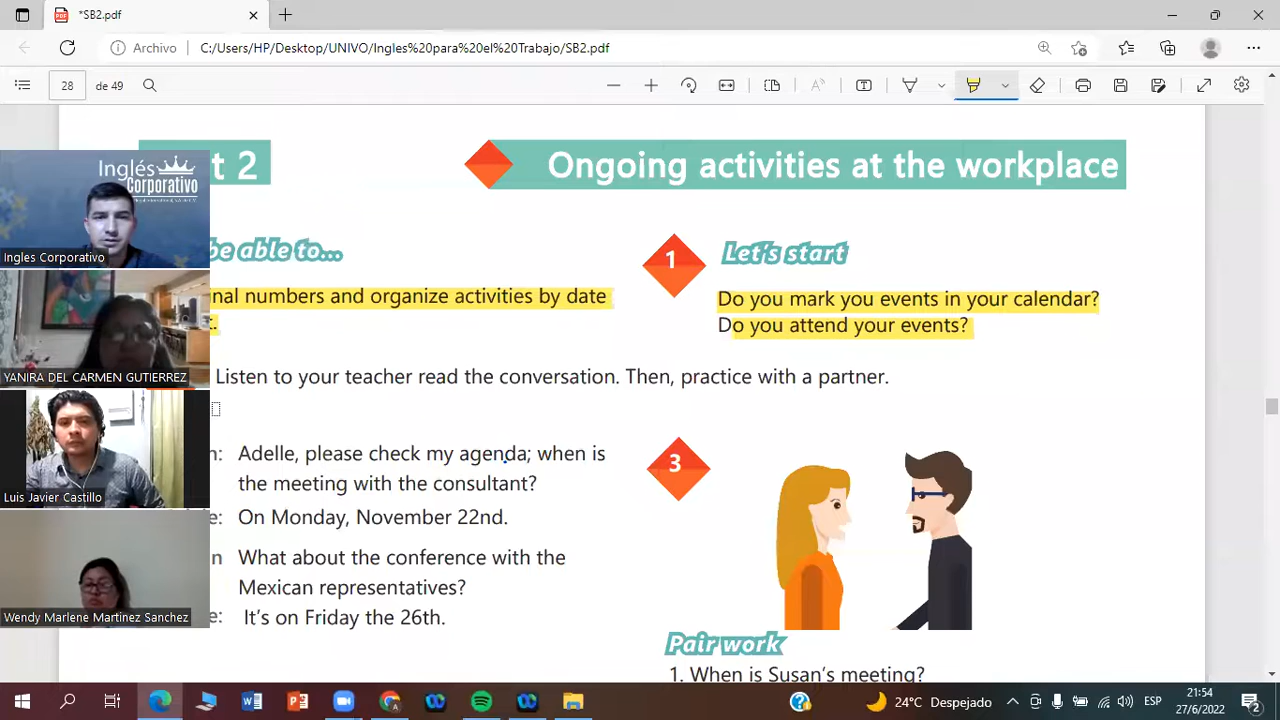 *SB2.pdf
Archivo
C:/Users/HP/Desktop/UNIVO/Ingles%20para%20el%20Trabajo/SB2.pdf
28
de 49
t 2
Ongoing activities at the workplace
Inglés
Corporativo
Ingles Corporativo
be able to...
1
Let's start
nal numbers and organize activities by date
t.
Do you mark you events in your calendar?
Do you attend your events?
YANIRA DEL CARMEN GUTIERREZ
Listen to your teacher read the conversation. Then, practice with a partner.
n: Adelle, please check my agenda; when is
the meeting with the consultant?
3
Luis Javier Castillo
e: On Monday, November 22nd.
n What about the conference with the
Mexican representatives?
e: It's on Friday the 26th.
Wendy Marlene Martinez Sanchez
Pair work
1. When is Susan's meeting?
24°C Despejado
ESP
21:54
27/6/2022
2